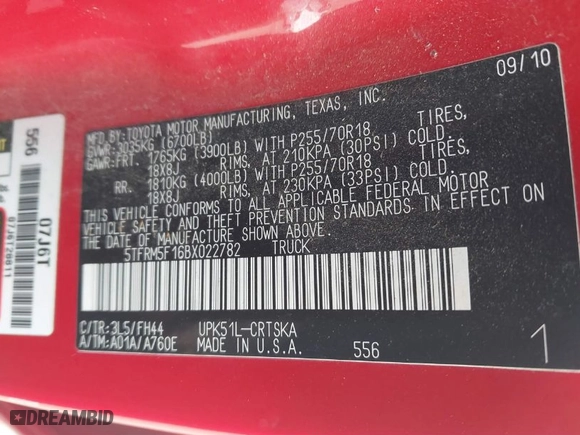 09/10
MFD BY:TOYOTA MOTOR MANUFACTURING, TEXAS, INC.
GVWR:3035KG (6700LB)
GAWR:FRT. 1765KG (3900LB) WITH P255/70R18 TIRES,
18X8J RIMS, AT 210KPA (30PSI) COLD.
RR. 1810KG (4000LB) WITH P255/70R18 TIRES,
18X8J RIMS, AT 230KPA (33PSI) COLD.
THIS VEHICLE CONFORMS TO ALL APPLICABLE FEDERAL MOTOR
VEHICLE SAFETY AND THEFT PREVENTION STANDARDS IN EFFECT ON
THE DATE OF MANUFACTURE SHOWN ABOVE.
5TFRM5F16BX022782 TRUCK
C/TR:3L5/FH44 UPK51L-CRTSKA
A/TM:A01A/A760E MADE IN U.S.A. 556
1
556
07J6T
DREAMBID